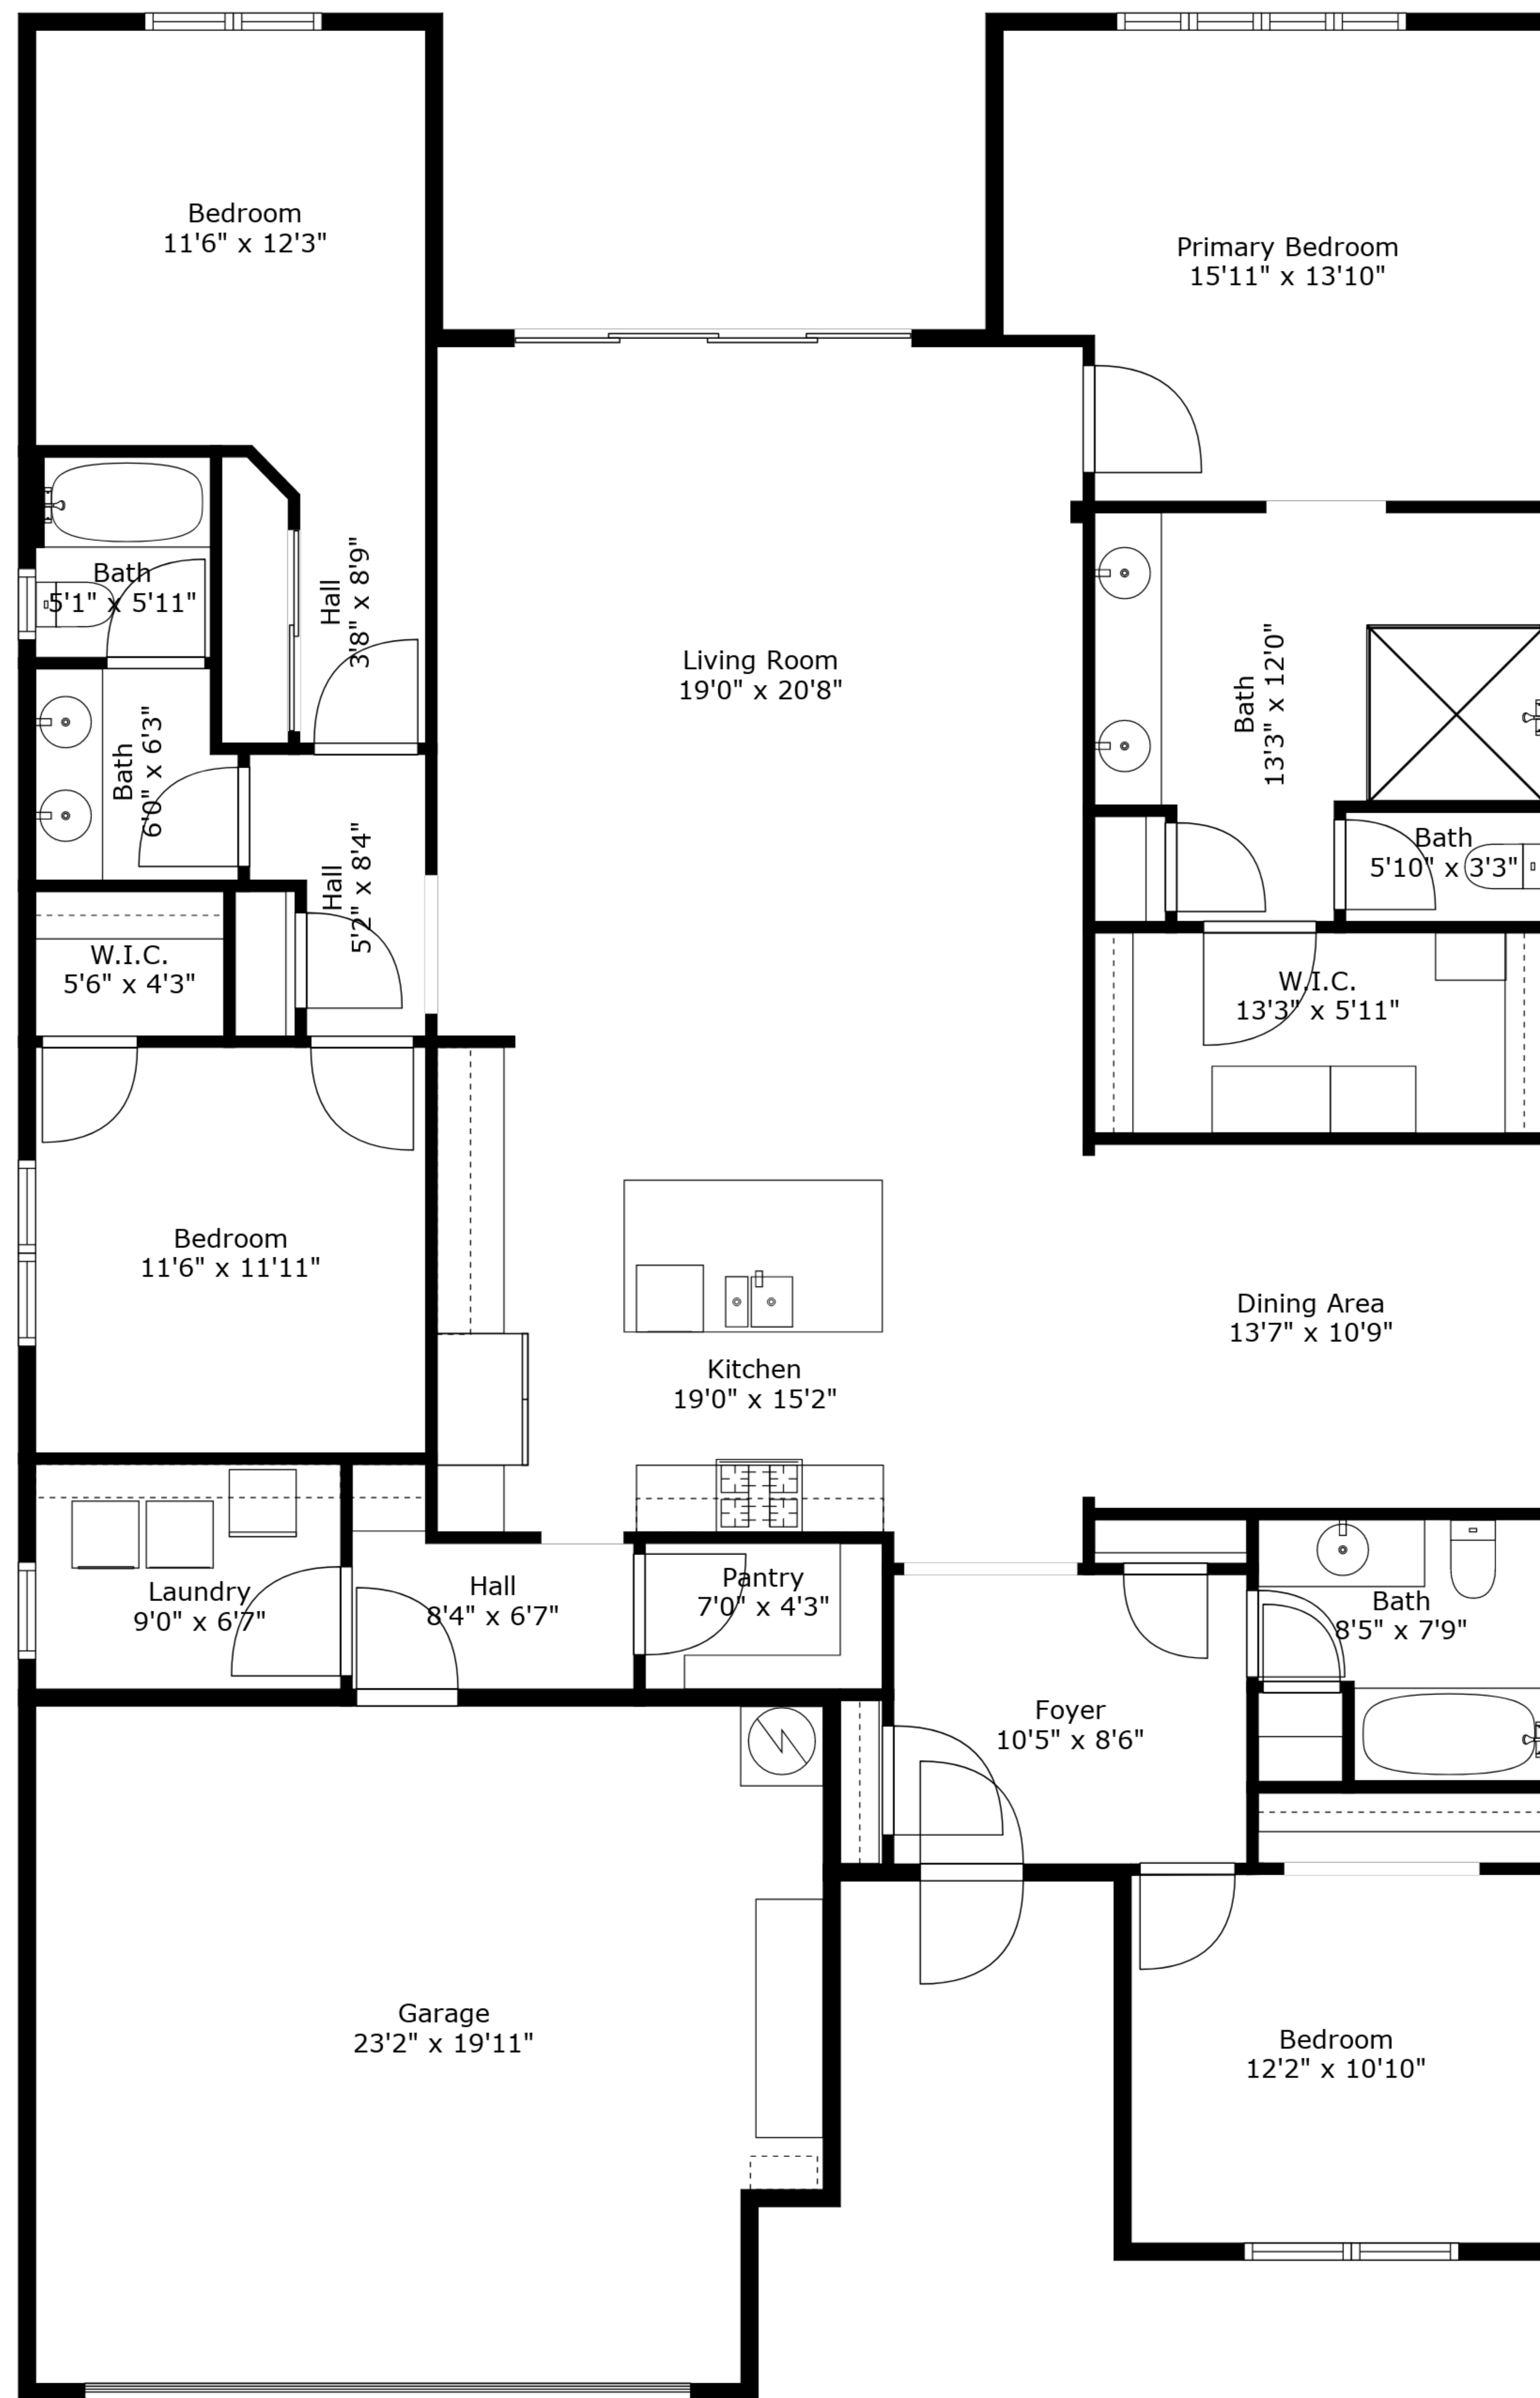 Bedroom
11'6" x 12'3"
Primary Bedroom
15'11" x 13'10"
Bath
5'1" x 5'11"
Hall
3'8" x 8'9"
Living Room
19'0" x 20'8"
Bath
13'3" x 12'0"
Bath
6'0" x 6'3"
Hall
5'2" x 8'4"
Bath
5'10" x 3'3"
W.I.C.
5'6" x 4'3"
W.I.C.
13'3" x 5'11"
Bedroom
11'6" x 11'11"
Dining Area
13'7" x 10'9"
Kitchen
19'0" x 15'2"
Laundry
9'0" x 6'7"
Hall
8'4" x 6'7"
Pantry
7'0" x 4'3"
Bath
8'5" x 7'9"
Foyer
10'5" x 8'6"
Garage
23'2" x 19'11"
Bedroom
12'2" x 10'10"